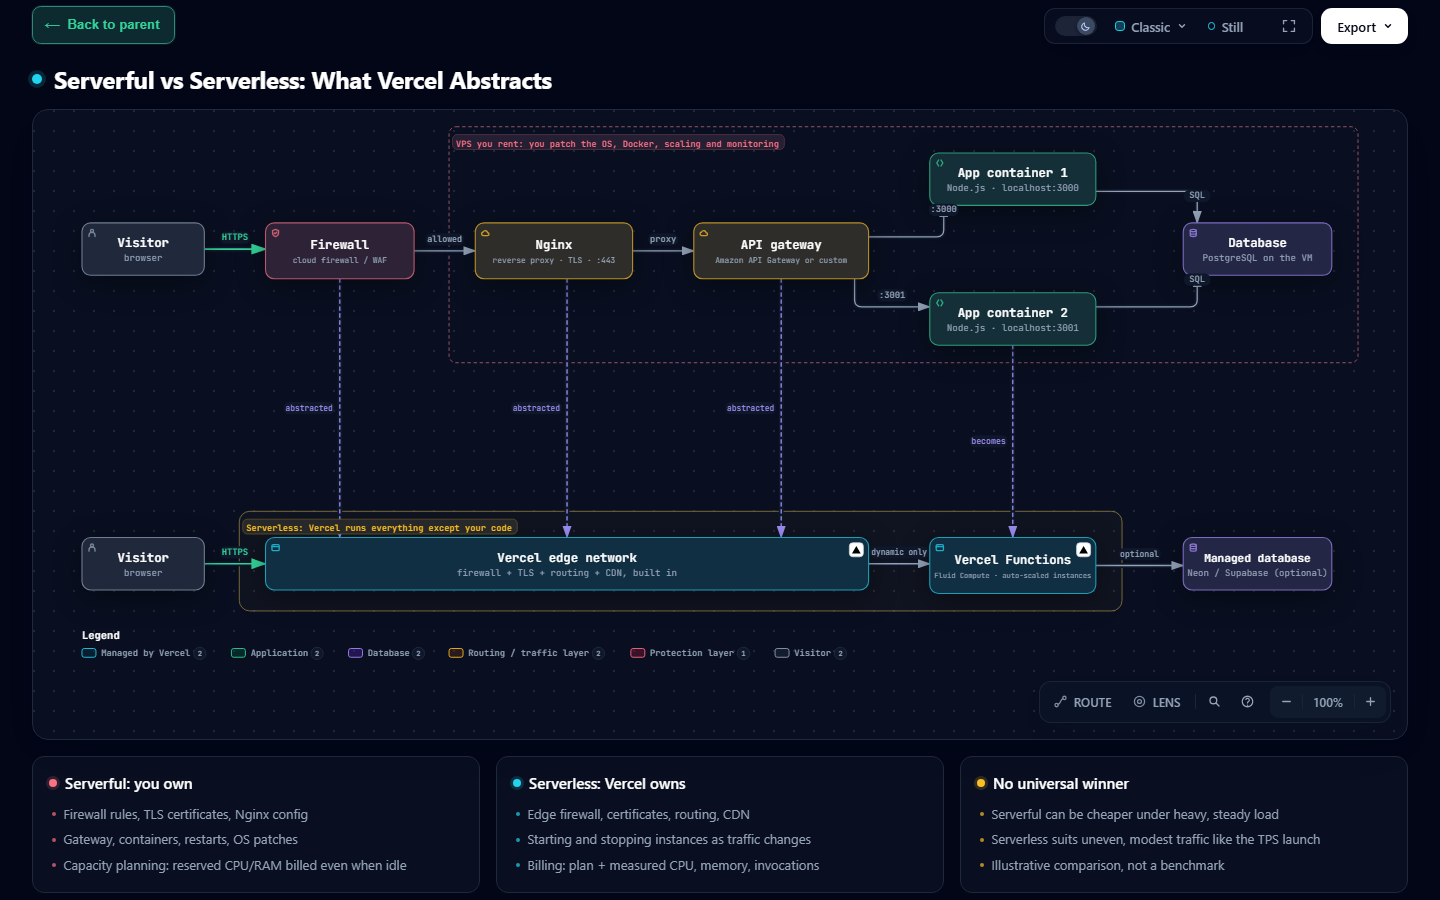 ← Back to parent
Classic
Still
Export
Serverful vs Serverless: What Vercel Abstracts
VPS you rent: you patch the OS, Docker, scaling and monitoring
App container 1
Node.js · localhost:3000
:3000
SQL
Visitor
browser
HTTPS
Firewall
cloud firewall / WAF
allowed
Nginx
reverse proxy · TLS · :443
proxy
API gateway
Amazon API Gateway or custom
Database
PostgreSQL on the VM
SQL
:3001
App container 2
Node.js · localhost:3001
abstracted
abstracted
abstracted
becomes
Serverless: Vercel runs everything except your code
Visitor
browser
HTTPS
Vercel edge network
firewall + TLS + routing + CDN, built in
dynamic only
Vercel Functions
Fluid Compute · auto-scaled instances
optional
Managed database
Neon / Supabase (optional)
Legend
Managed by Vercel 2
Application 2
Database 2
Routing / traffic layer 2
Protection layer 1
Visitor 2
ROUTE
LENS
− 100% +
Serverful: you own
• Firewall rules, TLS certificates, Nginx config
• Gateway, containers, restarts, OS patches
• Capacity planning: reserved CPU/RAM billed even when idle
Serverless: Vercel owns
• Edge firewall, certificates, routing, CDN
• Starting and stopping instances as traffic changes
• Billing: plan + measured CPU, memory, invocations
No universal winner
• Serverful can be cheaper under heavy, steady load
• Serverless suits uneven, modest traffic like the TPS launch
• Illustrative comparison, not a benchmark